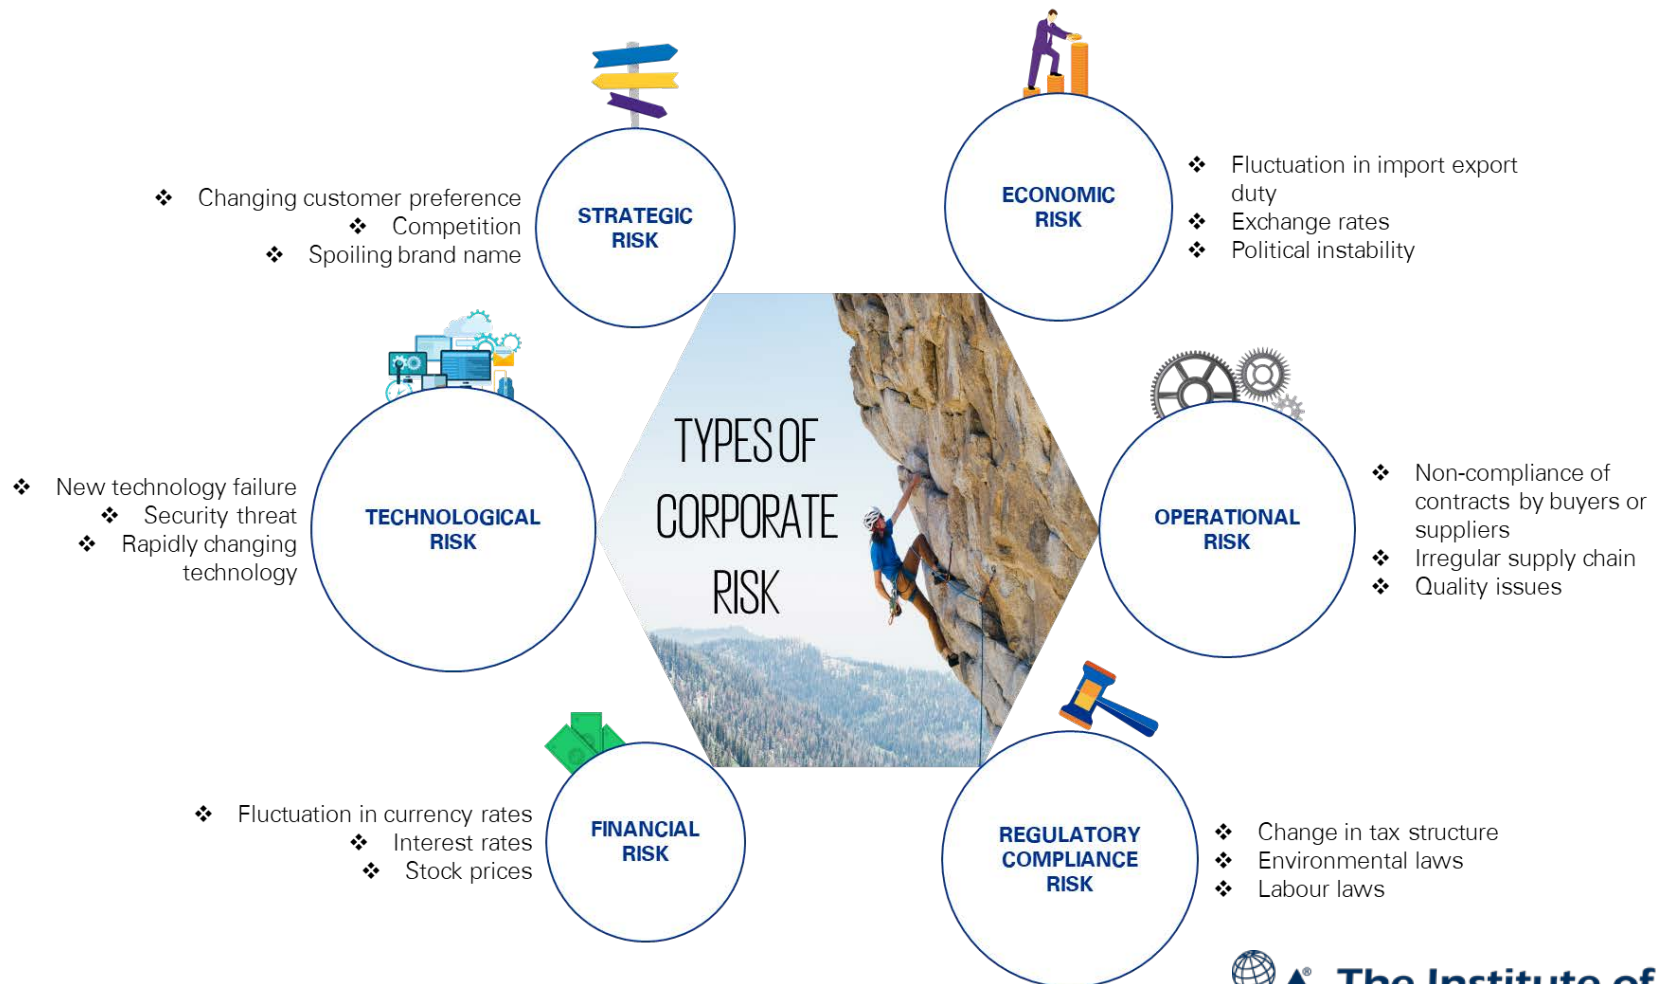 STRATEGIC
RISK
❖ Changing customer preference
❖ Competition
❖ Spoiling brand name
ECONOMIC
RISK
❖ Fluctuation in import export
duty
❖ Exchange rates
❖ Political instability
TYPES OF
CORPORATE
RISK
TECHNOLOGICAL
RISK
❖ New technology failure
❖ Security threat
❖ Rapidly changing
technology
OPERATIONAL
RISK
❖ Non-compliance of
contracts by buyers or
suppliers
❖ Irregular supply chain
❖ Quality issues
FINANCIAL
RISK
❖ Fluctuation in currency rates
❖ Interest rates
❖ Stock prices
REGULATORY
COMPLIANCE
RISK
❖ Change in tax structure
❖ Environmental laws
❖ Labour laws
The Institute of